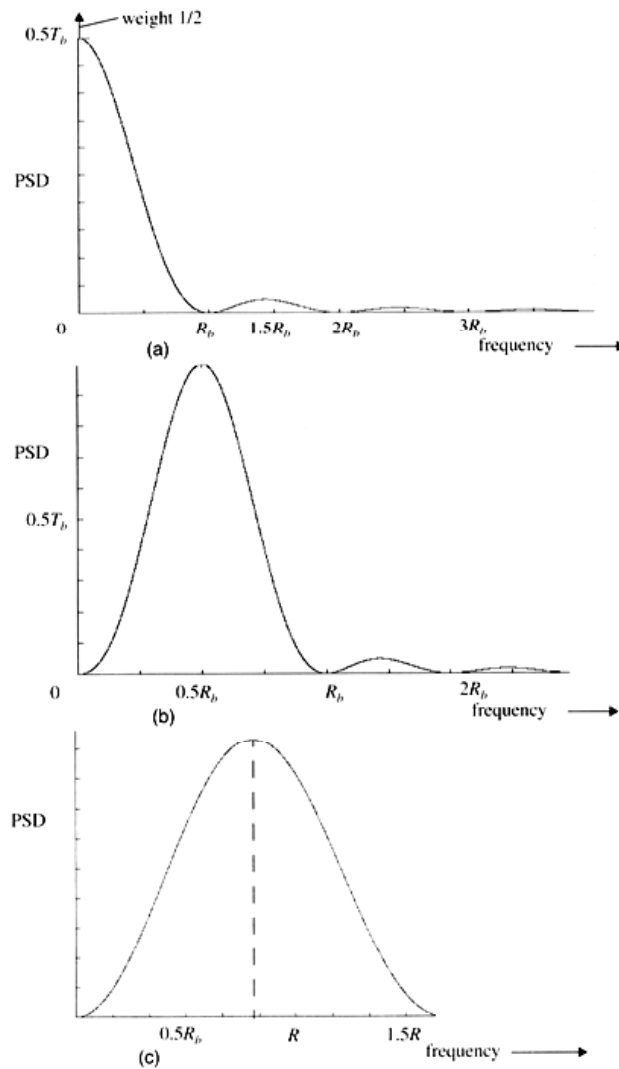 weight 1/2
0.5T_b
PSD
0 R_b 1.5R_b 2R_b 3R_b
(a) frequency
PSD
0.5T_b
0 0.5R_b R_b 2R_b
(b) frequency
PSD
0.5R_b R 1.5R
(c) frequency